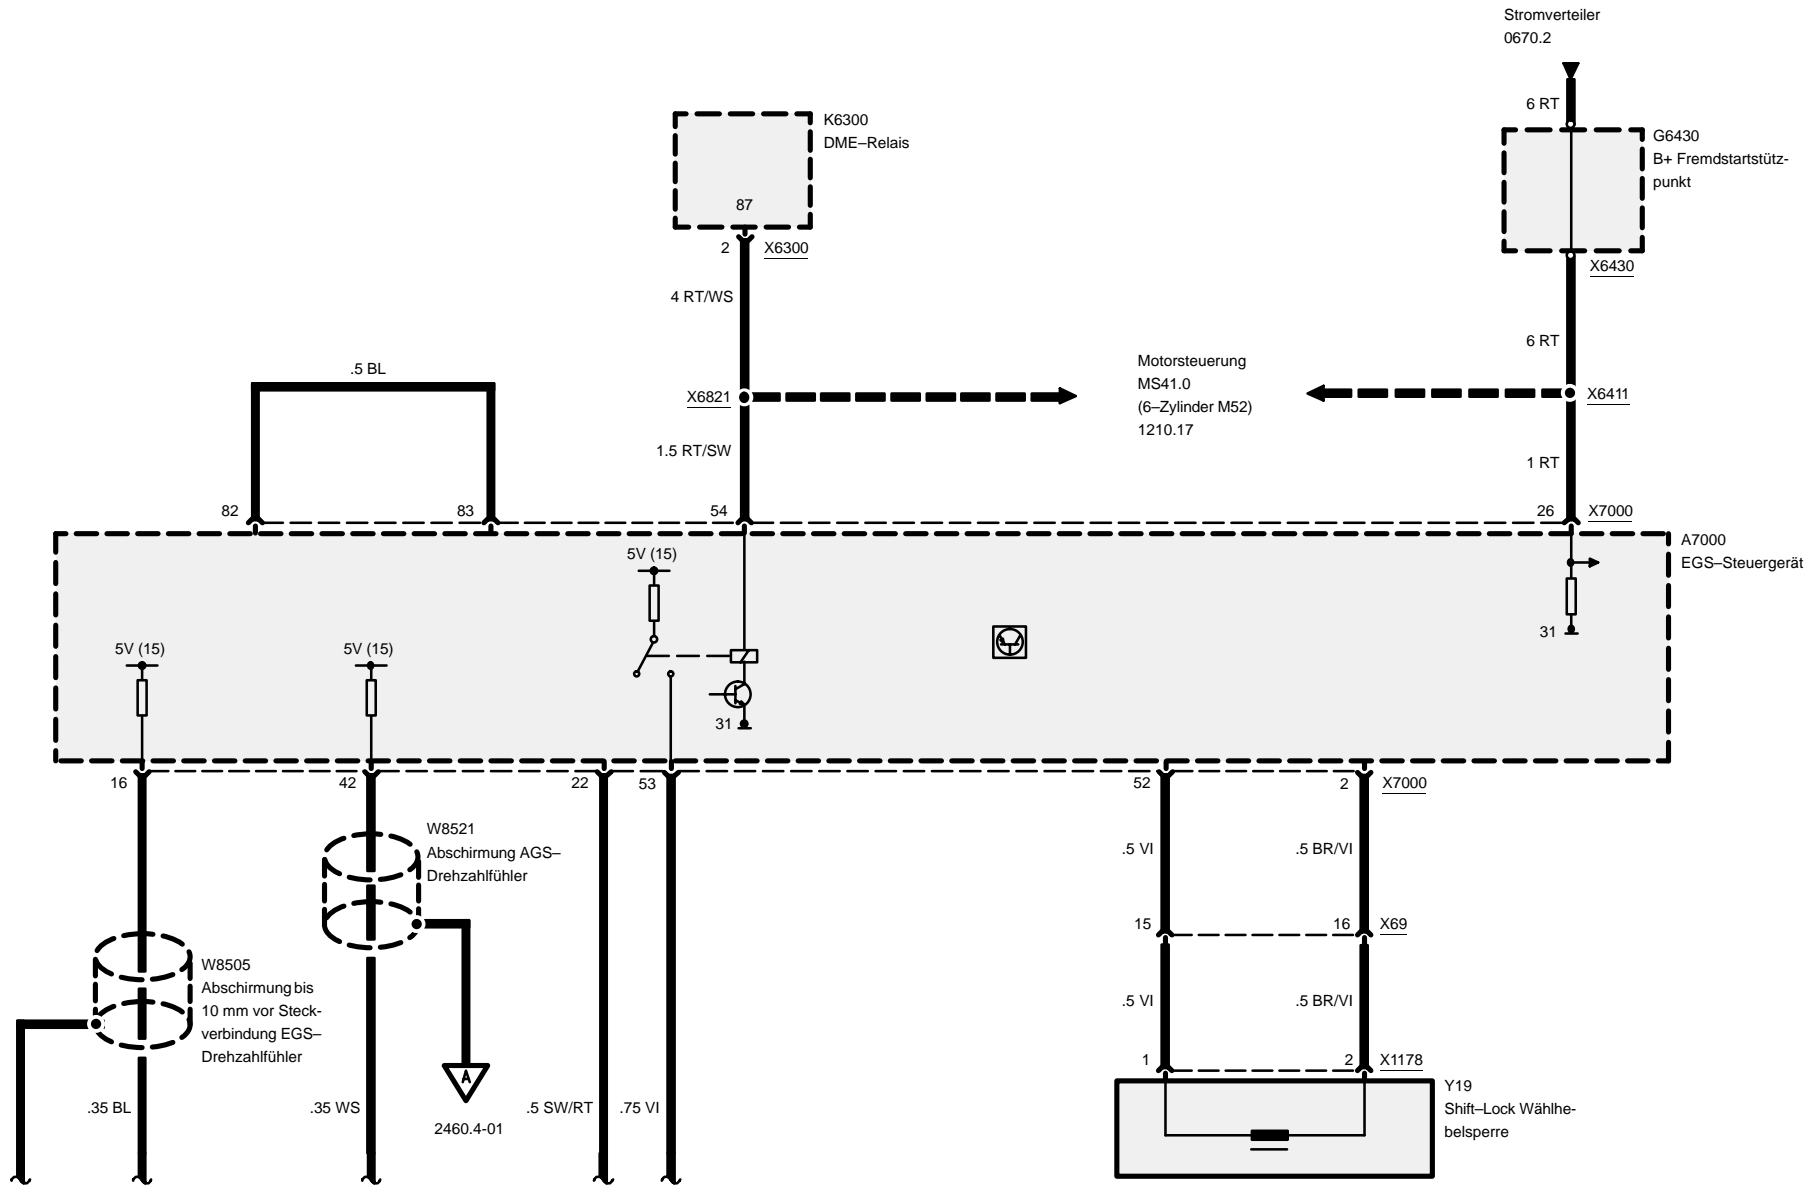 Stromverteiler
0670.2
6 RT
K6300
DME–Relais
87
G6430
B+ Fremdstartstütz-
punkt
2
X6300
X6430
4 RT/WS
6 RT
.5 BL
Motorsteuerung
MS41.0
(6–Zylinder M52)
1210.17
X6821
X6411
1.5 RT/SW
1 RT
82
83
54
26
X7000
A7000
EGS–Steuergerät
5V (15)
31
5V (15)
5V (15)
31
16
42
22
53
52
2
X7000
W8521
Abschirmung AGS–
Drehzahlfühler
.5 VI
.5 BR/VI
15
16
X69
W8505
Abschirmung bis
10 mm vor Steck-
verbindung EGS–
Drehzahlfühler
.5 VI
.5 BR/VI
1
2
X1178
A
Y19
Shift–Lock Wählhe-
belsperre
.35 BL
.35 WS
.5 SW/RT
.75 VI
2460.4-01